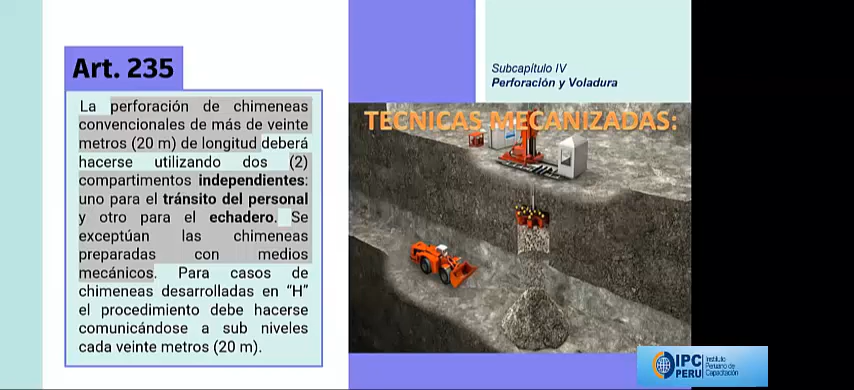 Art. 235
La perforación de chimeneas
convencionales de más de veinte
metros (20 m) de longitud deberá
hacerse utilizando dos (2)
compartimentos independientes:
uno para el tránsito del personal
y otro para el echadero. Se
exceptúan las chimeneas
preparadas con medios
mecánicos. Para casos de
chimeneas desarrolladas en “H”
el procedimiento debe hacerse
comunicándose a sub niveles
cada veinte metros (20 m).
Subcapítulo IV
Perforación y Voladura
TECNICAS MECANIZADAS:
IPC
PERU
Instituto
Peruano de
Capacitación